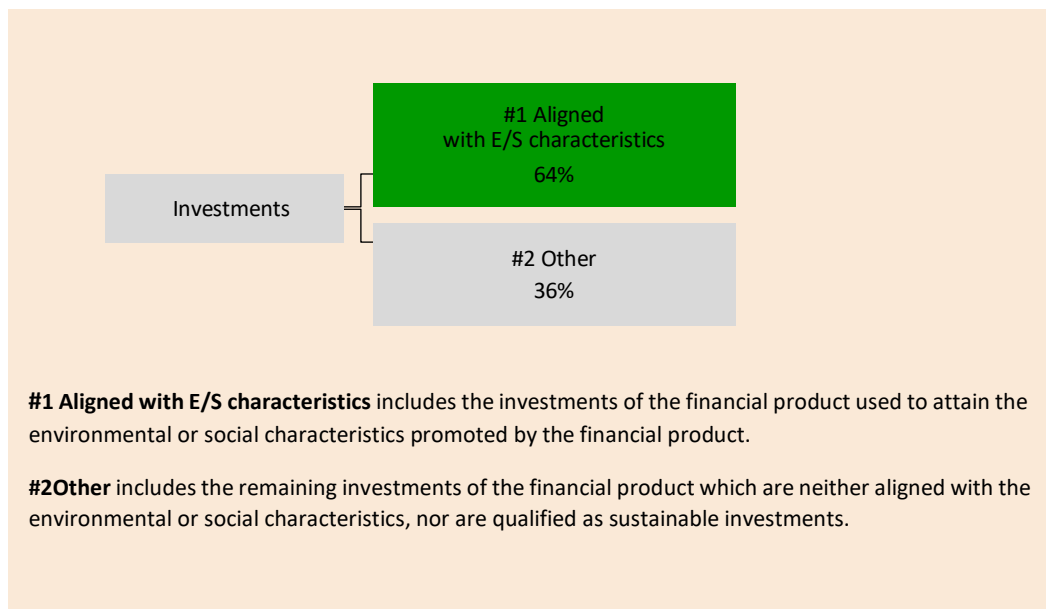 #1 Aligned
with E/S characteristics
64%
Investments
#2 Other
36%
#1 Aligned with E/S characteristics includes the investments of the financial product used to attain the
environmental or social characteristics promoted by the financial product.
#2Other includes the remaining investments of the financial product which are neither aligned with the
environmental or social characteristics, nor are qualified as sustainable investments.